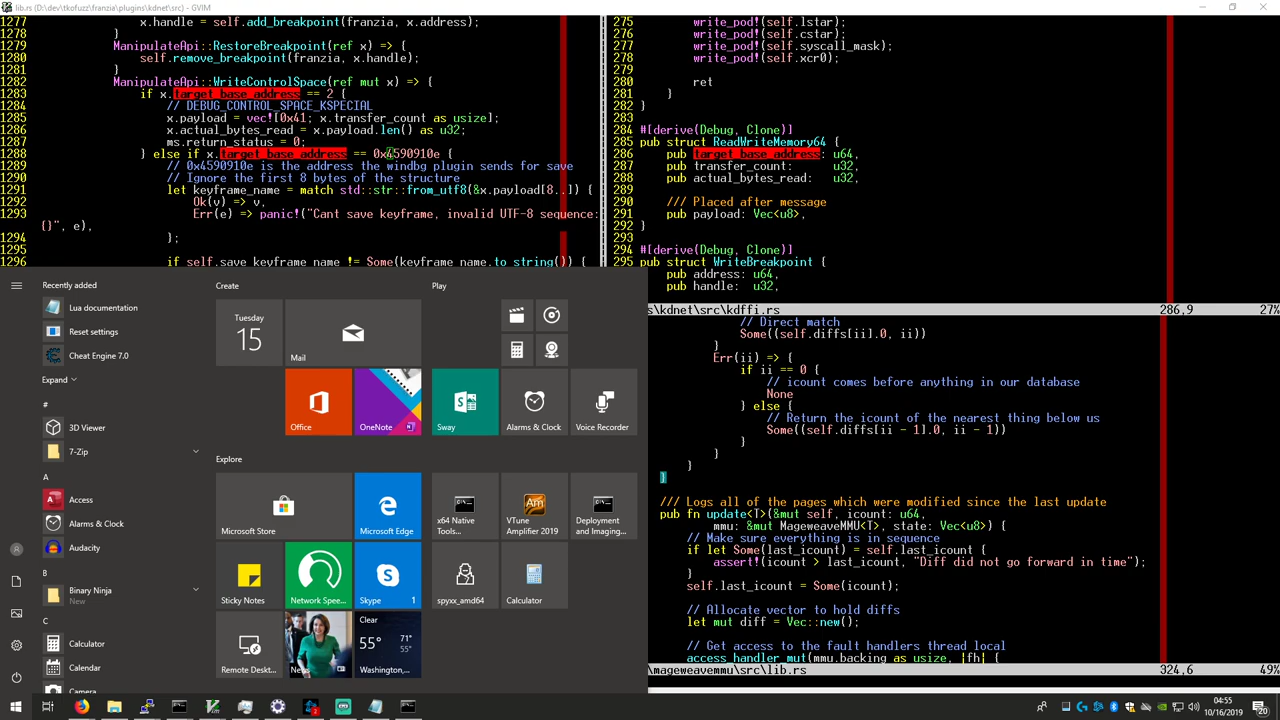 lib.rs (D:\dev\tkofuzz\franzia\plugins\kdnet\src) - GVIM
1277 x.handle = self.add_breakpoint(franzia, x.address);
1278 }
1279 ManipulateApi::RestoreBreakpoint(ref x) => {
1280 self.remove_breakpoint(franzia, x.handle);
1281 }
1282 ManipulateApi::WriteControlSpace(ref mut x) => {
1283 if x.target_base_address == 2 {
1284 // DEBUG_CONTROL_SPACE_KSPECIAL
1285 x.payload = vec![0x41; x.transfer_count as usize];
1286 x.actual_bytes_read = x.payload.len() as u32;
1287 ms.return_status = 0;
1288 } else if x.target_base_address == 0x4590910e {
1289 // 0x4590910e is the address the windbg plugin sends for save
1290 // Ignore the first 8 bytes of the structure
1291 let keyframe_name = match std::str::from_utf8(&x.payload[8..]) {
1292 Ok(v) => v,
1293 Err(e) => panic!("Cant save keyframe, invalid UTF-8 sequence:
{}", e),
1294 };
1295
1296 if self.save_keyframe_name != Some(keyframe_name.to_string()) {
275 write_pod!(self.lstar);
276 write_pod!(self.cstar);
277 write_pod!(self.syscall_mask);
278 write_pod!(self.xcr0);
279
280 ret
281 }
282 }
283
284 #[derive(Debug, Clone)]
285 pub struct ReadWriteMemory64 {
286 pub target_base_address: u64,
287 pub transfer_count: u32,
288 pub actual_bytes_read: u32,
289
290 /// Placed after message
291 pub payload: Vec<u8>,
292 }
293
294 #[derive(Debug, Clone)]
295 pub struct WriteBreakpoint {
pub address: u64,
pub handle: u32,
s\kdnet\src\kdffi.rs 286,9 27%
// Direct match
Some((self.diffs[ii].0, ii))
}
Err(ii) => {
if ii == 0 {
// icount comes before anything in our database
None
} else {
// Return the icount of the nearest thing below us
Some((self.diffs[ii - 1].0, ii - 1))
}
}
}
}
/// Logs all of the pages which were modified since the last update
pub fn update<T>(&mut self, icount: u64,
mmu: &mut MageweaveMMU<T>, state: Vec<u8>) {
// Make sure everything is in sequence
if let Some(last_icount) = self.last_icount {
assert!(icount > last_icount, "Diff did not go forward in time");
}
self.last_icount = Some(icount);
// Allocate vector to hold diffs
let mut diff = Vec::new();
// Get access to the fault handlers thread local
access_handler_mut(mmu.backing as usize, |fh| {
\mageweavemmu\src\lib.rs 324,6 49%
Recently added
Lua documentation
Reset settings
Cheat Engine 7.0
Expand
#
3D Viewer
7-Zip
A
Access
Alarms & Clock
Audacity
B
Binary Ninja
New
C
Calculator
Calendar
Camera
Create
Tuesday
15
Mail
Office
OneNote
Play
Sway
Alarms & Clock
Voice Recorder
Explore
Microsoft Store
Microsoft Edge
x64 Native
Tools...
VTune
Amplifier 2019
Deployment
and Imaging...
Sticky Notes
Network Spee...
Skype 1
spyxx_amd64
Calculator
Remote Deskt...
News
Clear
55° 71°
55°
Washington,...
04:55
10/16/2019
20